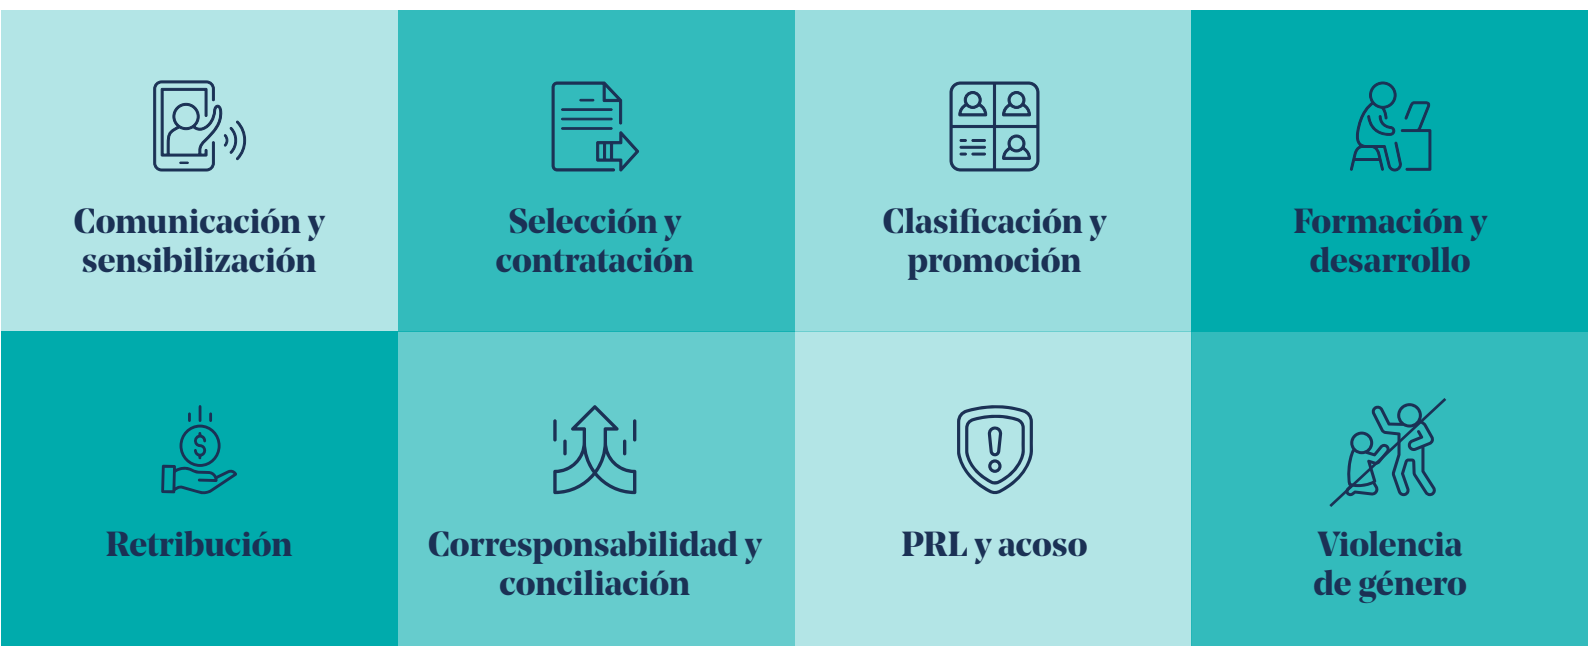 Comunicación y
sensibilización
Selección y
contratación
Clasificación y
promoción
Formación y
desarrollo
Retribución
Corresponsabilidad y
conciliación
PRL y acoso
Violencia
de género